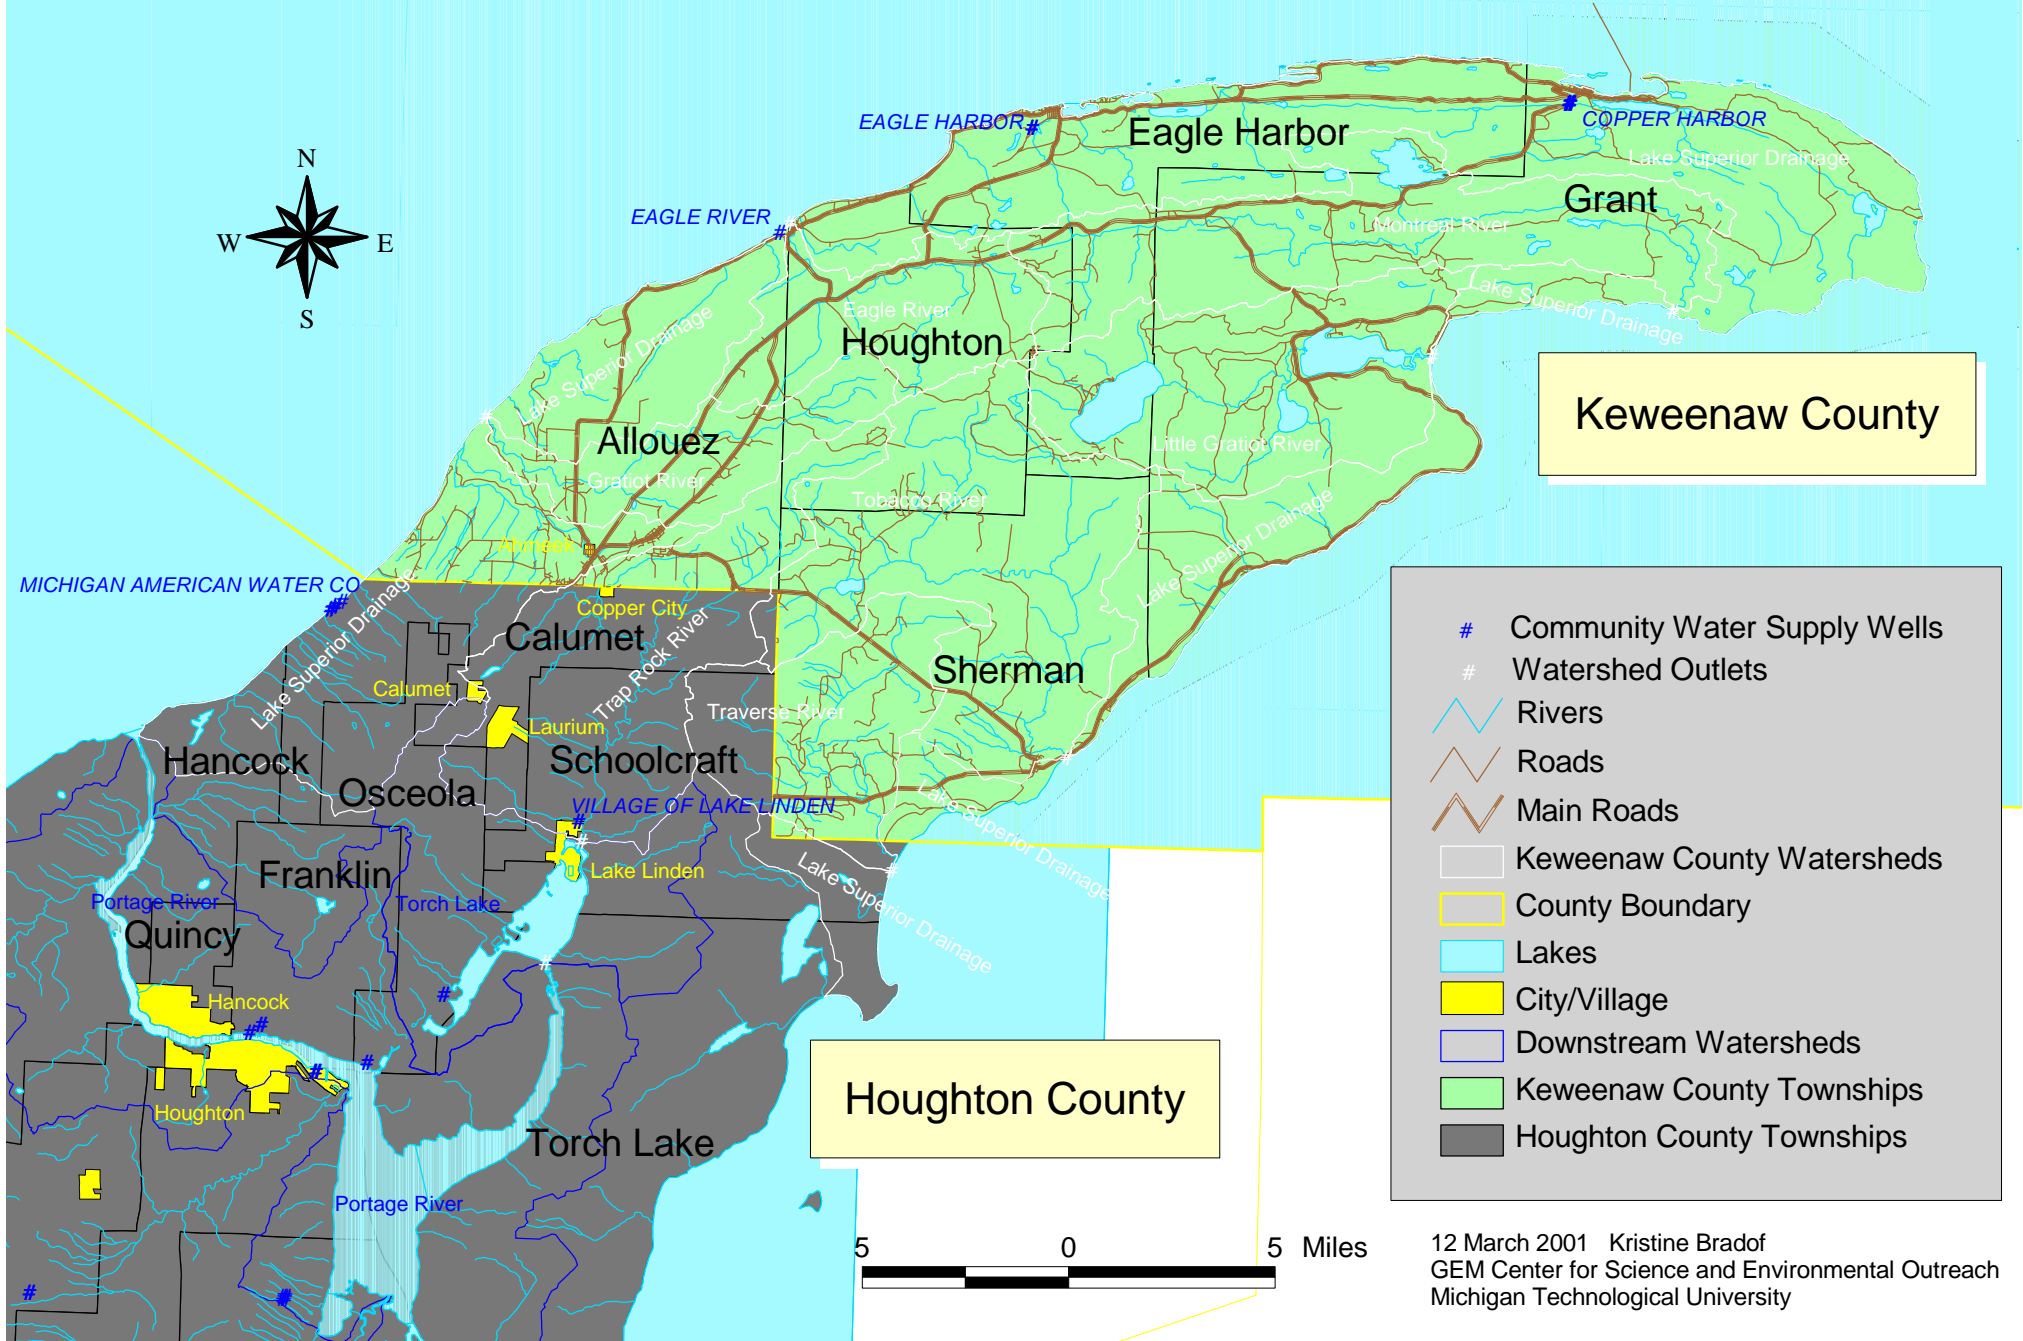 EAGLE HARBOR #
Eagle Harbor
#
COPPER HARBOR
Lake Superior Drainage
Grant
N
W E
S
EAGLE RIVER #
#
Montreal River
Lake Superior Drainage
#
Eagle River
Houghton
Lake Superior Drainage
#
#
Keweenaw County
Allouez
Gratiot River
Little Gratiot River
Tobacco River
Lake Superior Drainage
Ahmeek
MICHIGAN AMERICAN WATER CO
##
Lake Superior Drainage
Copper City
Calumet
Trap Rock River
Sherman
Calumet
Laurium
Traverse River
Hancock
Osceola
Schoolcraft
#
VILLAGE OF LAKE LINDEN
#
#
Lake Superior Drainage
Franklin
Lake Linden
Lake Superior Drainage
#
Portage River
Torch Lake
Quincy
#
#
Hancock
##
#
#
Houghton
Houghton County
Torch Lake
Portage River
#
#
# Community Water Supply Wells
# Watershed Outlets
Rivers
Roads
Main Roads
Keweenaw County Watersheds
County Boundary
Lakes
City/Village
Downstream Watersheds
Keweenaw County Townships
Houghton County Townships
5 0 5 Miles
12 March 2001 Kristine Bradof
GEM Center for Science and Environmental Outreach
Michigan Technological University